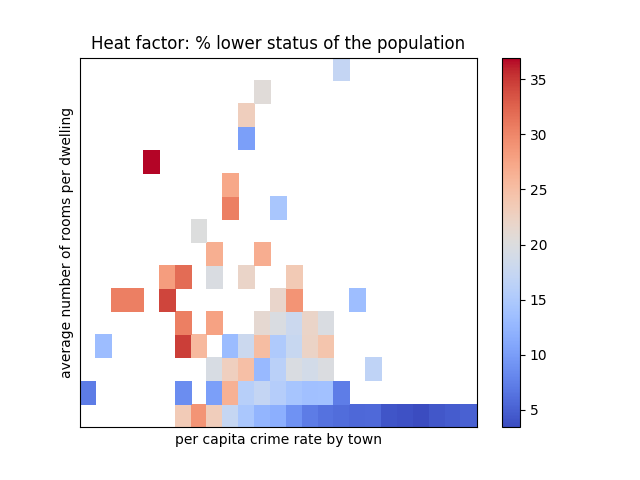 Heat factor: % lower status of the population
average number of rooms per dwelling
per capita crime rate by town
35
30
25
20
15
10
5